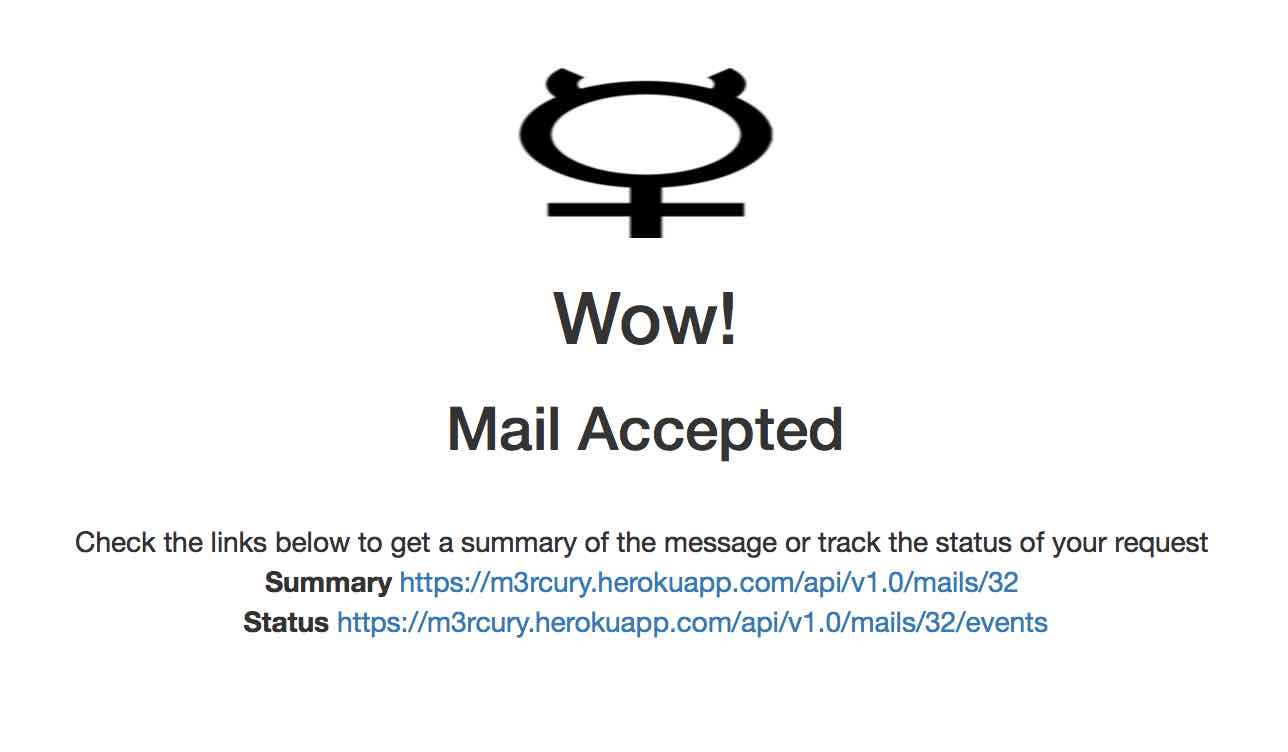 Wow!
Mail Accepted
Check the links below to get a summary of the message or track the status of your request
Summary https://m3rcury.herokuapp.com/api/v1.0/mails/32
Status https://m3rcury.herokuapp.com/api/v1.0/mails/32/events